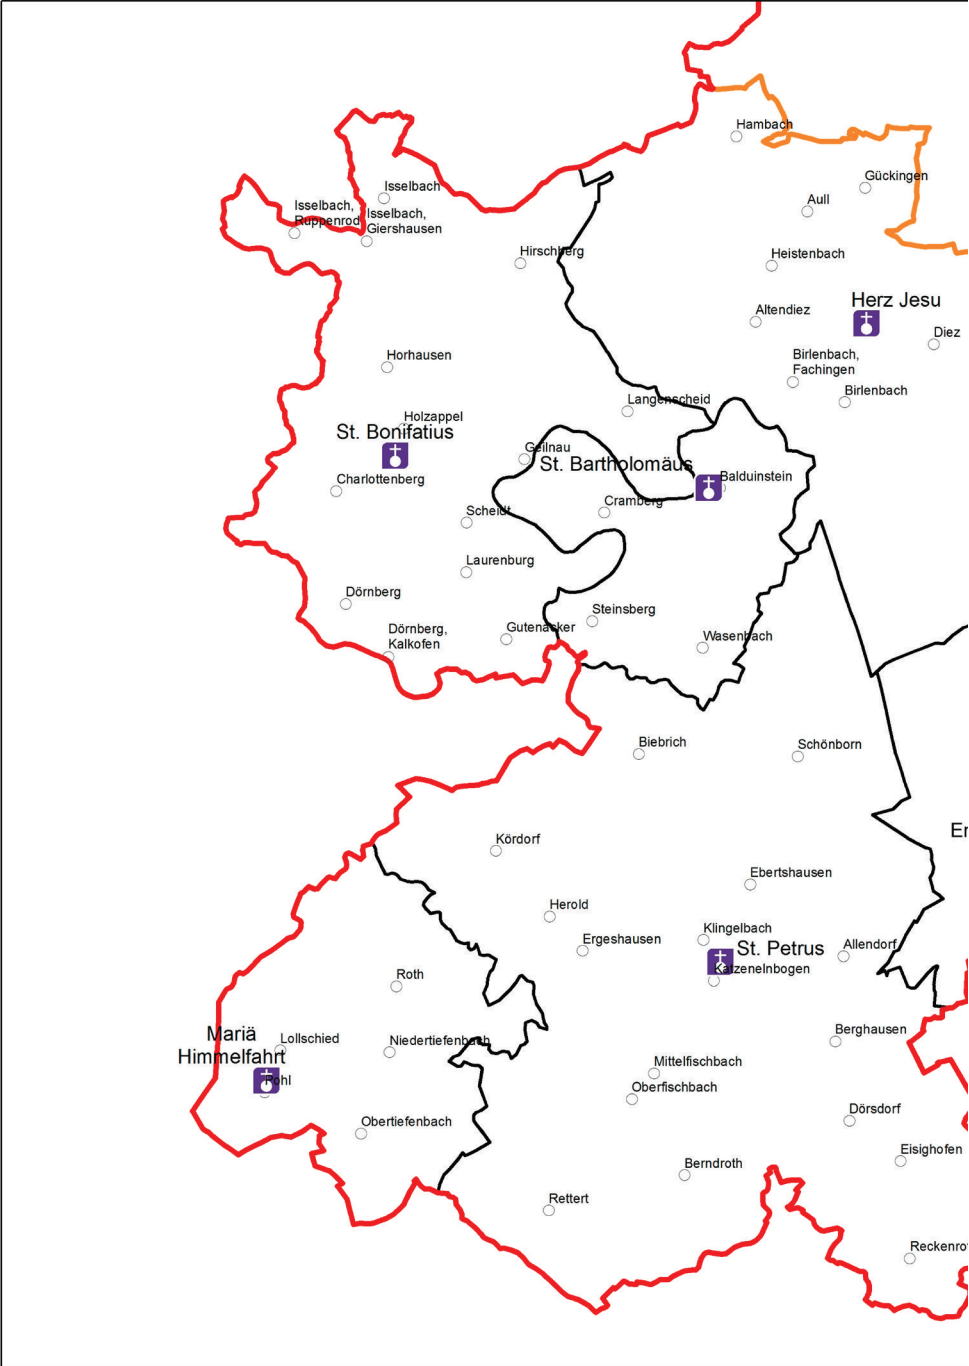 Hambach
Gückingen
Isselbach
Aull
Isselbach,
Ruppenrod
Isselbach,
Giershausen
Hirschberg
Heistenbach
Herz Jesu
Altendiez
Diez
Horhausen
Birlenbach,
Fachingen
Birlenbach
Langenscheid
Holzappel
St. Bonifatius
Geilnau
St. Bartholomäus
Charlottenberg
Balduinstein
Cramberg
Scheidt
Laurenburg
Dörnberg
Steinsberg
Dörnberg,
Kalkofen
Gutenacker
Wasenbach
Biebrich
Schönborn
Er
Kördorf
Ebertshausen
Herold
Klingelbach
Ergeshausen
St. Petrus
Allendorf
Katzenelnbogen
Roth
Mariä
Himmelfahrt
Lollschied
Niedertiefenbach
Berghausen
Pohl
Mittelfischbach
Oberfischbach
Obertiefenbach
Dörsdorf
Eisighofen
Berndroth
Rettert
Reckenrot